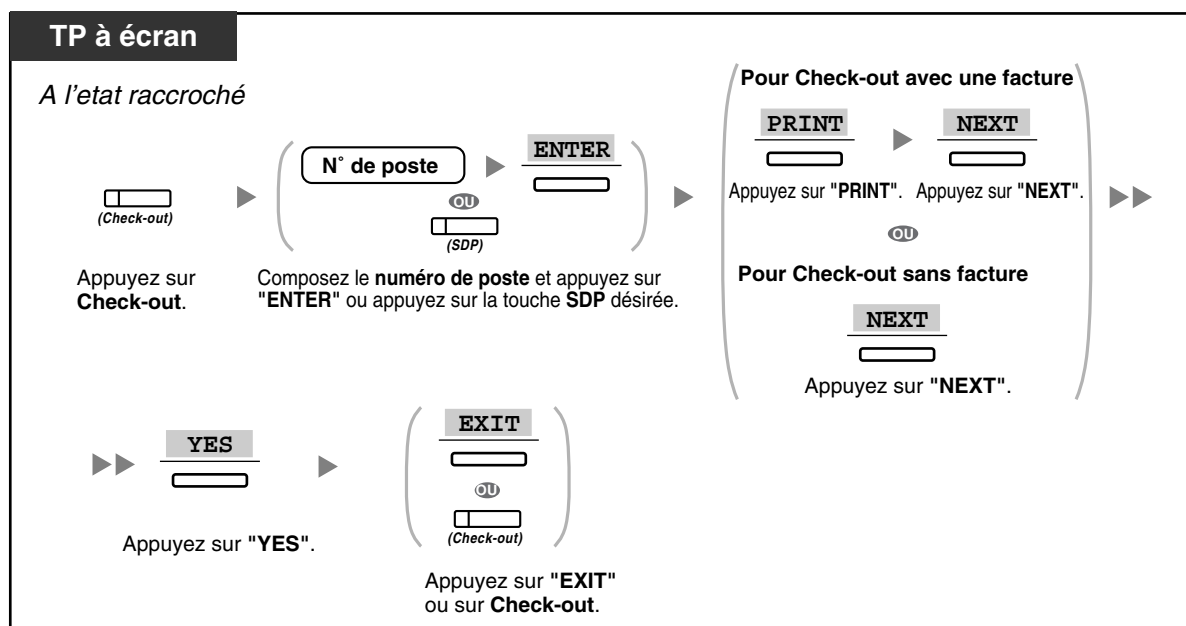 TP à écran
A l'etat raccroché
(Check-out)
Appuyez sur
Check-out.
N° de poste
ENTER
OU
(SDP)
Composez le numéro de poste et appuyez sur
"ENTER" ou appuyez sur la touche SDP désirée.
Pour Check-out avec une facture
PRINT
NEXT
Appuyez sur "PRINT". Appuyez sur "NEXT".
OU
Pour Check-out sans facture
NEXT
Appuyez sur "NEXT".
YES
Appuyez sur "YES".
EXIT
OU
(Check-out)
Appuyez sur "EXIT"
ou sur Check-out.